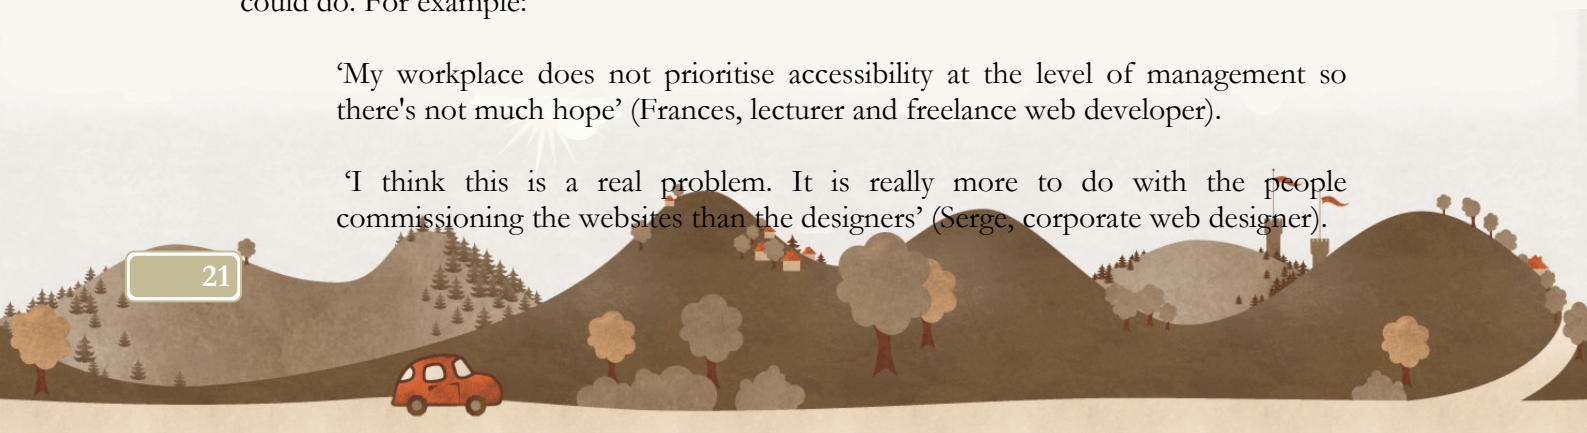 could do. For example:
‘My workplace does not prioritise accessibility at the level of management so
there's not much hope’ (Frances, lecturer and freelance web developer).
‘I think this is a real problem. It is really more to do with the people
commissioning the websites than the designers’ (Serge, corporate web designer).
21